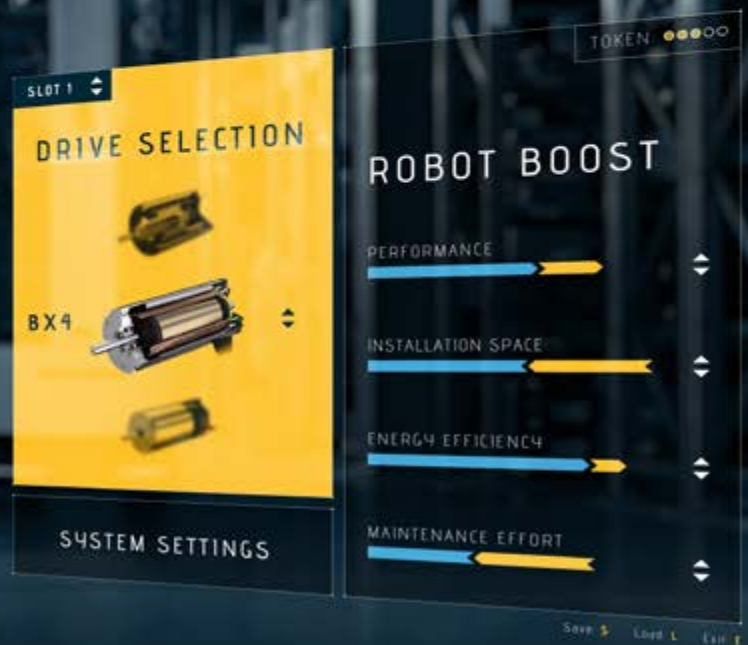 SLOT 1
DRIVE SELECTION
BX4
SYSTEM SETTINGS
TOKEN
ROBOT BOOST
PERFORMANCE
INSTALLATION SPACE
ENERGY EFFICIENCY
MAINTENANCE EFFORT
Save S Load L Exit E